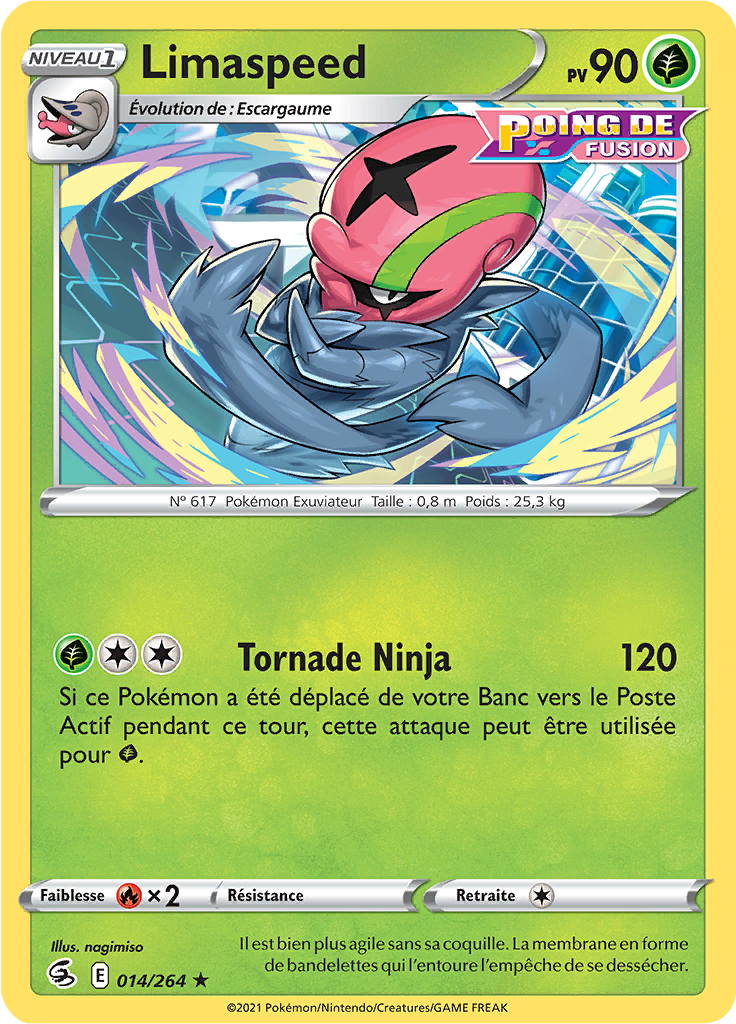 NIVEAU 1
Limaspeed
PV 90
Évolution de : Escargaume
POING DE
FUSION
N° 617 Pokémon Exuviateur Taille : 0,8 m Poids : 25,3 kg
Tornade Ninja 120
Si ce Pokémon a été déplacé de votre Banc vers le Poste
Actif pendant ce tour, cette attaque peut être utilisée
pour .
Faiblesse ×2 Résistance Retraite
Illus. nagimiso
Il est bien plus agile sans sa coquille. La membrane en forme
de bandelettes qui l'entoure l'empêche de se dessécher.
E 014/264 ★
©2021 Pokémon/Nintendo/Creatures/GAME FREAK